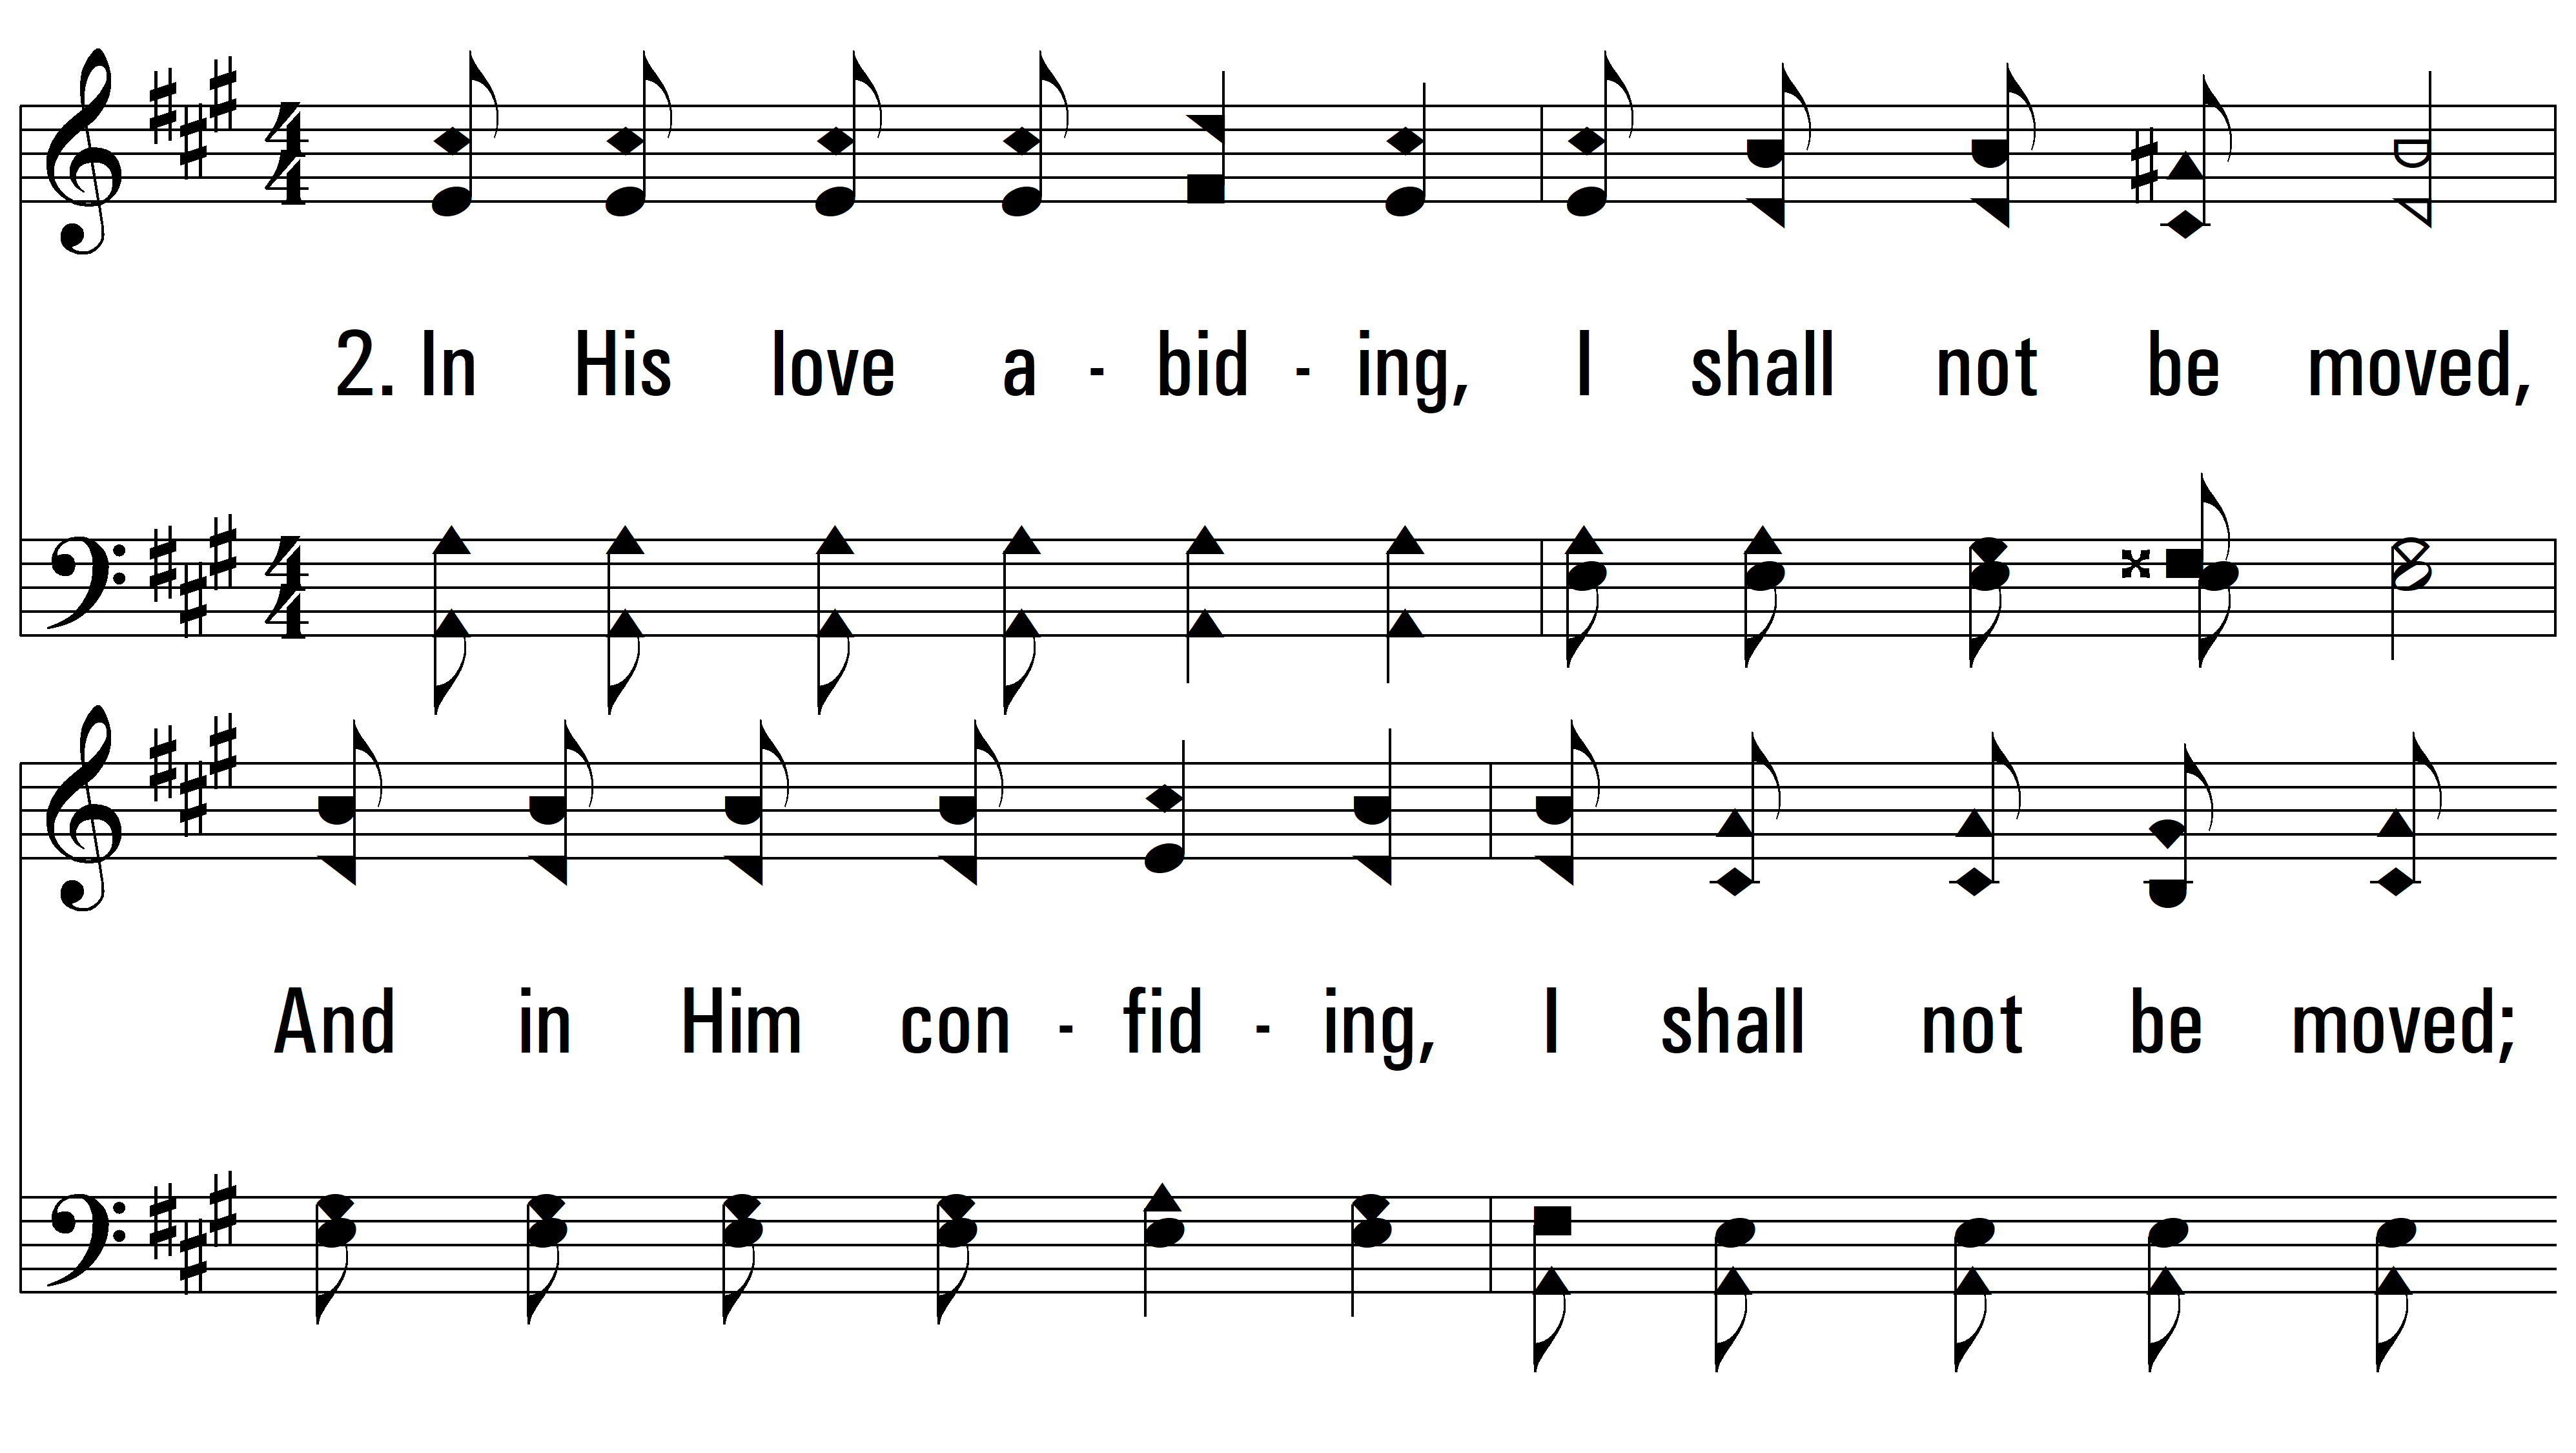 2. In His love a - bid - ing, I shall not be moved,
And in Him con - fid - ing, I shall not be moved;